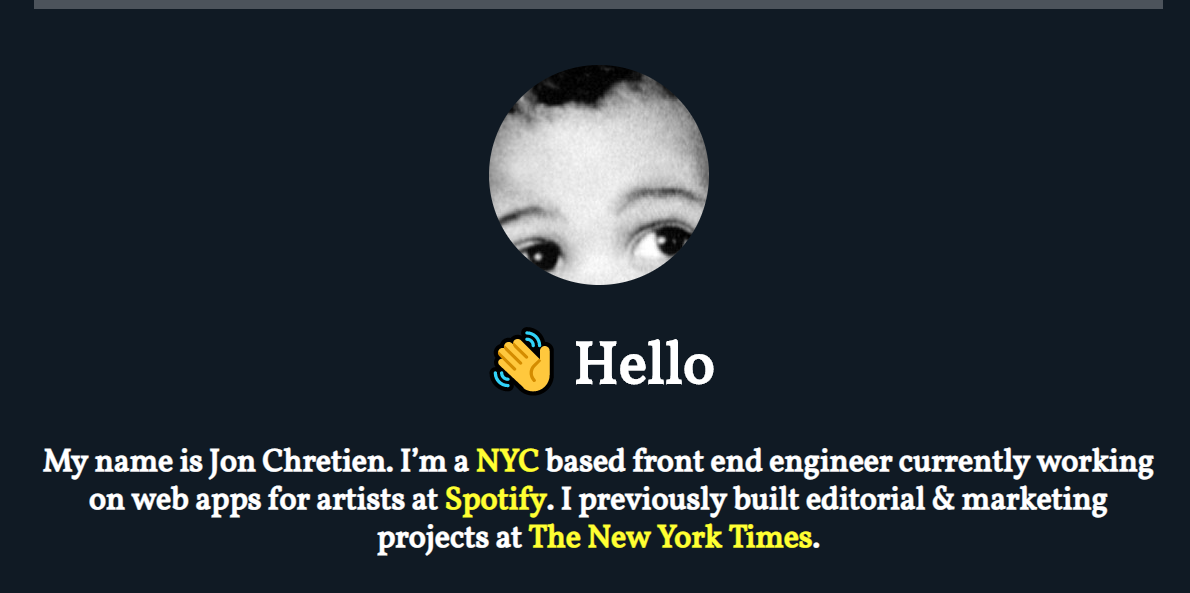 👋 Hello
My name is Jon Chretien. I’m a NYC based front end engineer currently working
on web apps for artists at Spotify. I previously built editorial & marketing
projects at The New York Times.